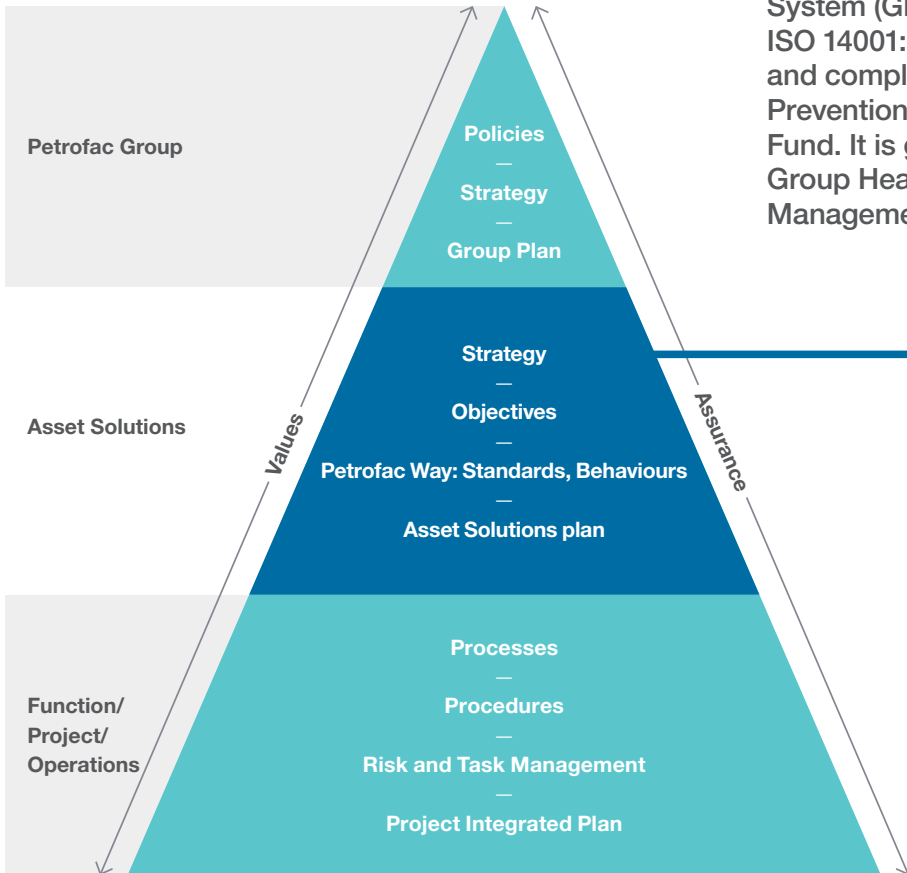 System (G
ISO 14001:
and compl
Prevention
Fund. It is g
Group Hea
Manageme
Petrofac Group
Policies
—
Strategy
—
Group Plan
Asset Solutions
Strategy
—
Objectives
—
Petrofac Way: Standards, Behaviours
—
Asset Solutions plan
Values
Assurance
Function/
Project/
Operations
Processes
—
Procedures
—
Risk and Task Management
—
Project Integrated Plan